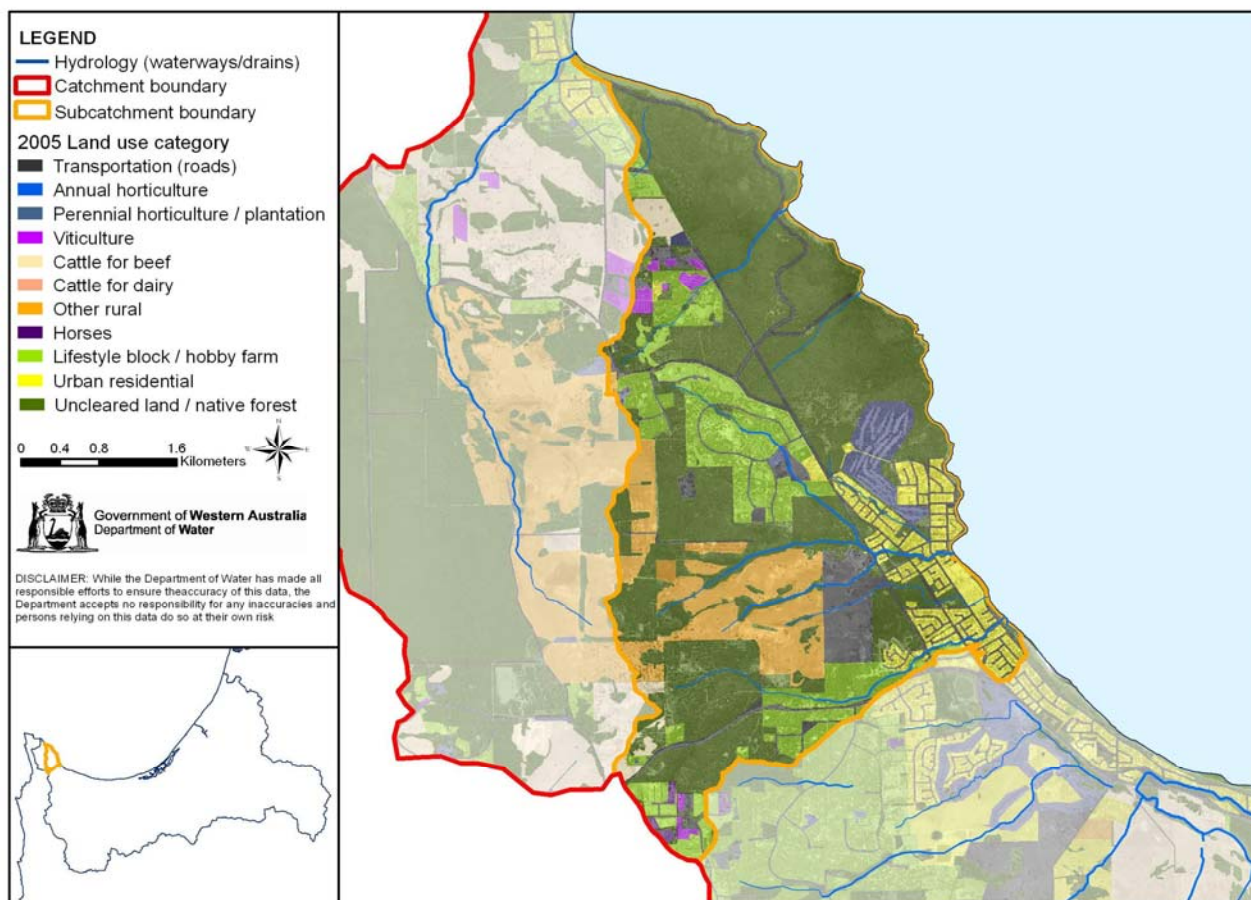 LEGEND
Hydrology (waterways/drains)
Catchment boundary
Subcatchment boundary
2005 Land use category
Transportation (roads)
Annual horticulture
Perennial horticulture / plantation
Viticulture
Cattle for beef
Cattle for dairy
Other rural
Horses
Lifestyle block / hobby farm
Urban residential
Uncleared land / native forest
0 0.4 0.8 1.6
Kilometers
N
Government of Western Australia
Department of Water
DISCLAIMER: While the Department of Water has made all
responsible efforts to ensure theaccuracy of this data, the
Department accepts no responsibility for any inaccuracies and
persons relying on this data do so at their own risk